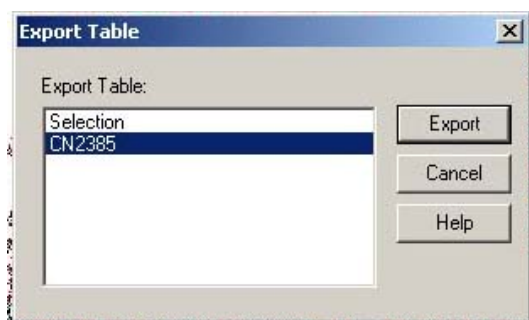 Export Table
Export Table:
Selection
CN2385
Export
Cancel
Help